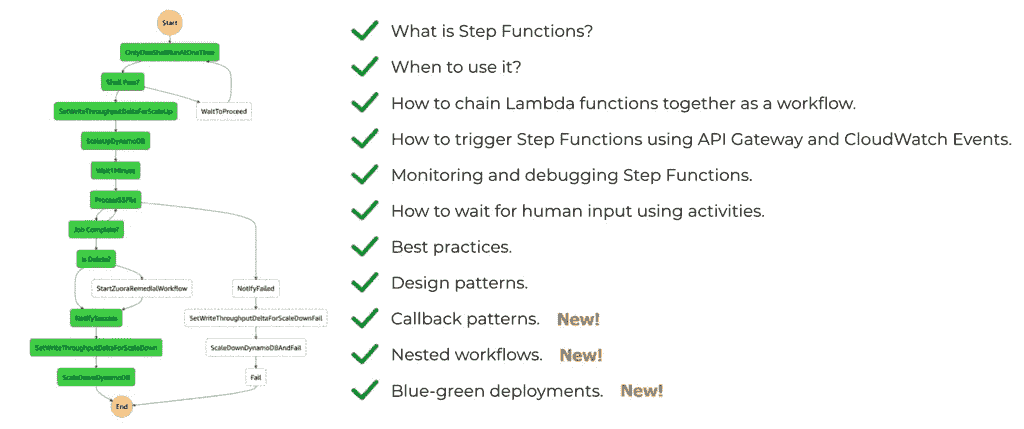 Start
OnlyOneShallRunAtOneTime
Shall Pass?
SetWriteThroughputDeltaForScaleUp
WaitToProceed
ScaleUpDynamoDB
Wait1Minute
ProcessS3File
Job Complete?
Is Delete?
StartZuoraRemedialWorkflow
NotifyFailed
NotifySuccess
SetWriteThroughputDeltaForScaleDownFail
SetWriteThroughputDeltaForScaleDown
ScaleDownDynamoDBAndFail
ScaleDownDynamoDB
Fail
End
What is Step Functions?
When to use it?
How to chain Lambda functions together as a workflow.
How to trigger Step Functions using API Gateway and CloudWatch Events.
Monitoring and debugging Step Functions.
How to wait for human input using activities.
Best practices.
Design patterns.
Callback patterns. New!
Nested workflows. New!
Blue-green deployments. New!